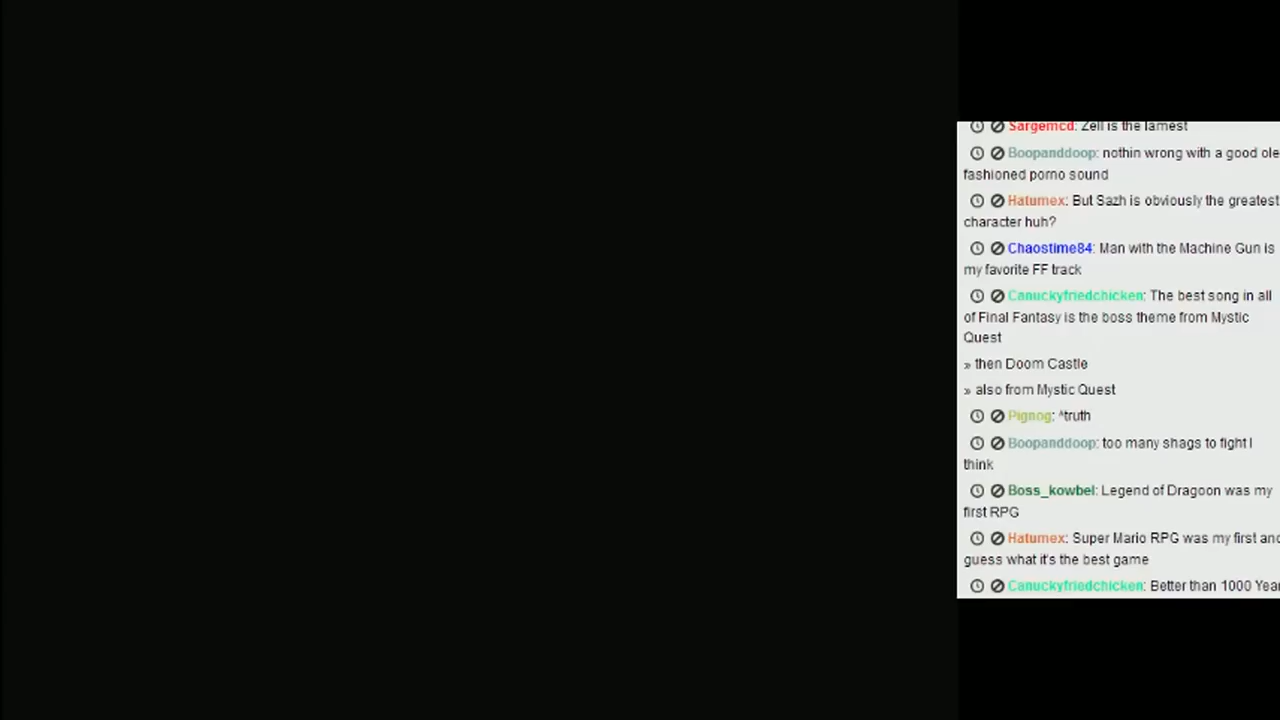 Sargemcd: Zell is the lamest
Boopanddoop: nothin wrong with a good ole
fashioned porno sound
Hatumex: But Sazh is obviously the greatest
character huh?
Chaostime84: Man with the Machine Gun is
my favorite FF track
Canuckyfriedchicken: The best song in all
of Final Fantasy is the boss theme from Mystic
Quest
» then Doom Castle
» also from Mystic Quest
Pignog: ^truth
Boopanddoop: too many shags to fight I
think
Boss_kowbel: Legend of Dragoon was my
first RPG
Hatumex: Super Mario RPG was my first and
guess what it's the best game
Canuckyfriedchicken: Better than 1000 Year